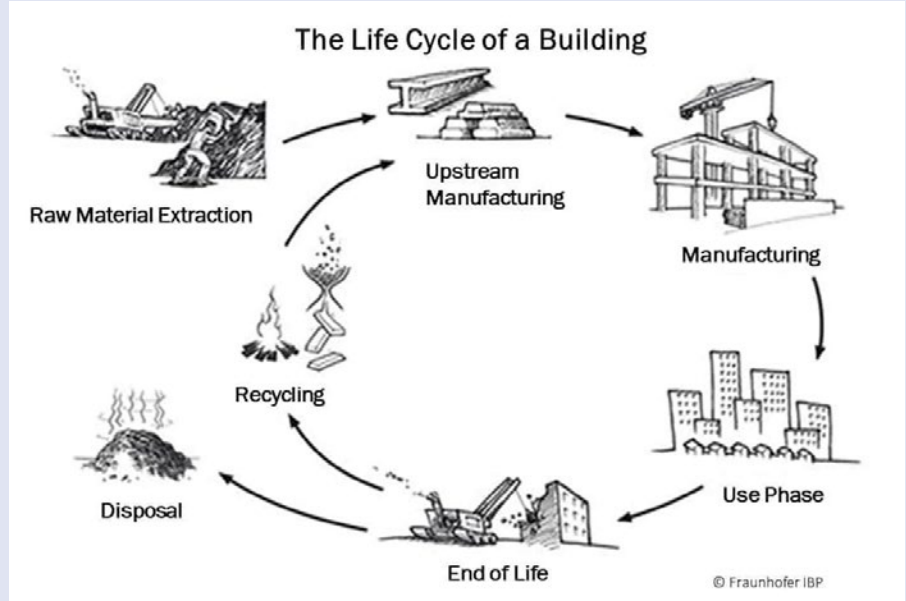 The Life Cycle of a Building
Raw Material Extraction
Upstream
Manufacturing
Manufacturing
Recycling
Disposal
Use Phase
End of Life
© Fraunhofer IBP